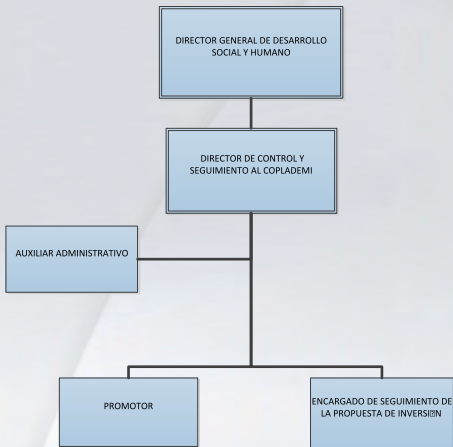 DIRECTOR GENERAL DE DESARROLLO
SOCIAL Y HUMANO
DIRECTOR DE CONTROL Y
SEGUIMIENTO AL COPLADEMI
AUXILIAR ADMINISTRATIVO
PROMOTOR
ENCARGADO DE SEGUIMIENTO DE
LA PROPUESTA DE INVERSI⍰N